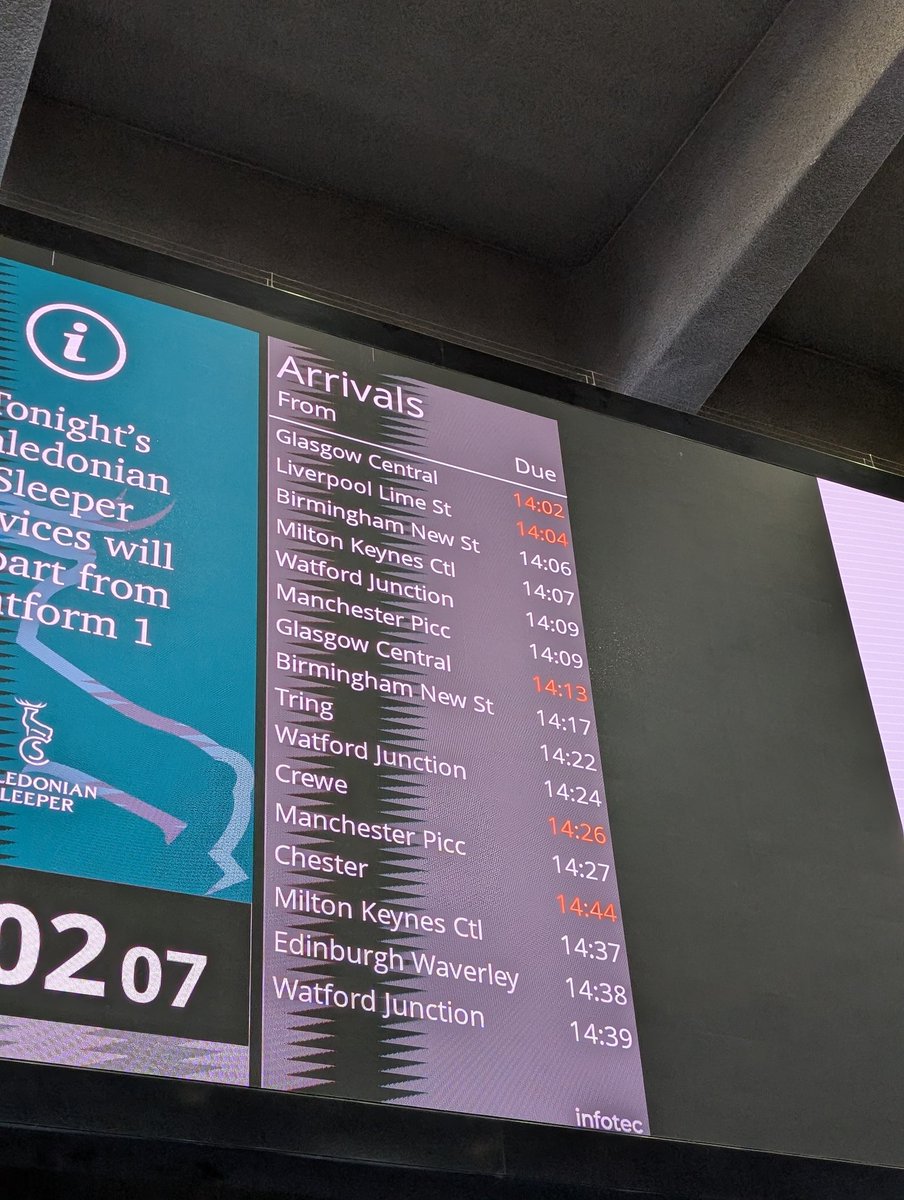 i
Tonight's
aledonian
Sleeper
vices will
part from
atform 1
LEDONIAN
LEEPER
02 07
Arrivals
From Due
Glasgow Central 14:02
Liverpool Lime St 14:04
Birmingham New St 14:06
Milton Keynes Ctl 14:07
Watford Junction 14:09
Manchester Picc 14:09
Glasgow Central 14:13
Birmingham New St 14:17
Tring 14:22
Watford Junction 14:24
Crewe 14:26
Manchester Picc 14:27
Chester 14:44
Milton Keynes Ctl 14:37
Edinburgh Waverley 14:38
Watford Junction 14:39
infotec